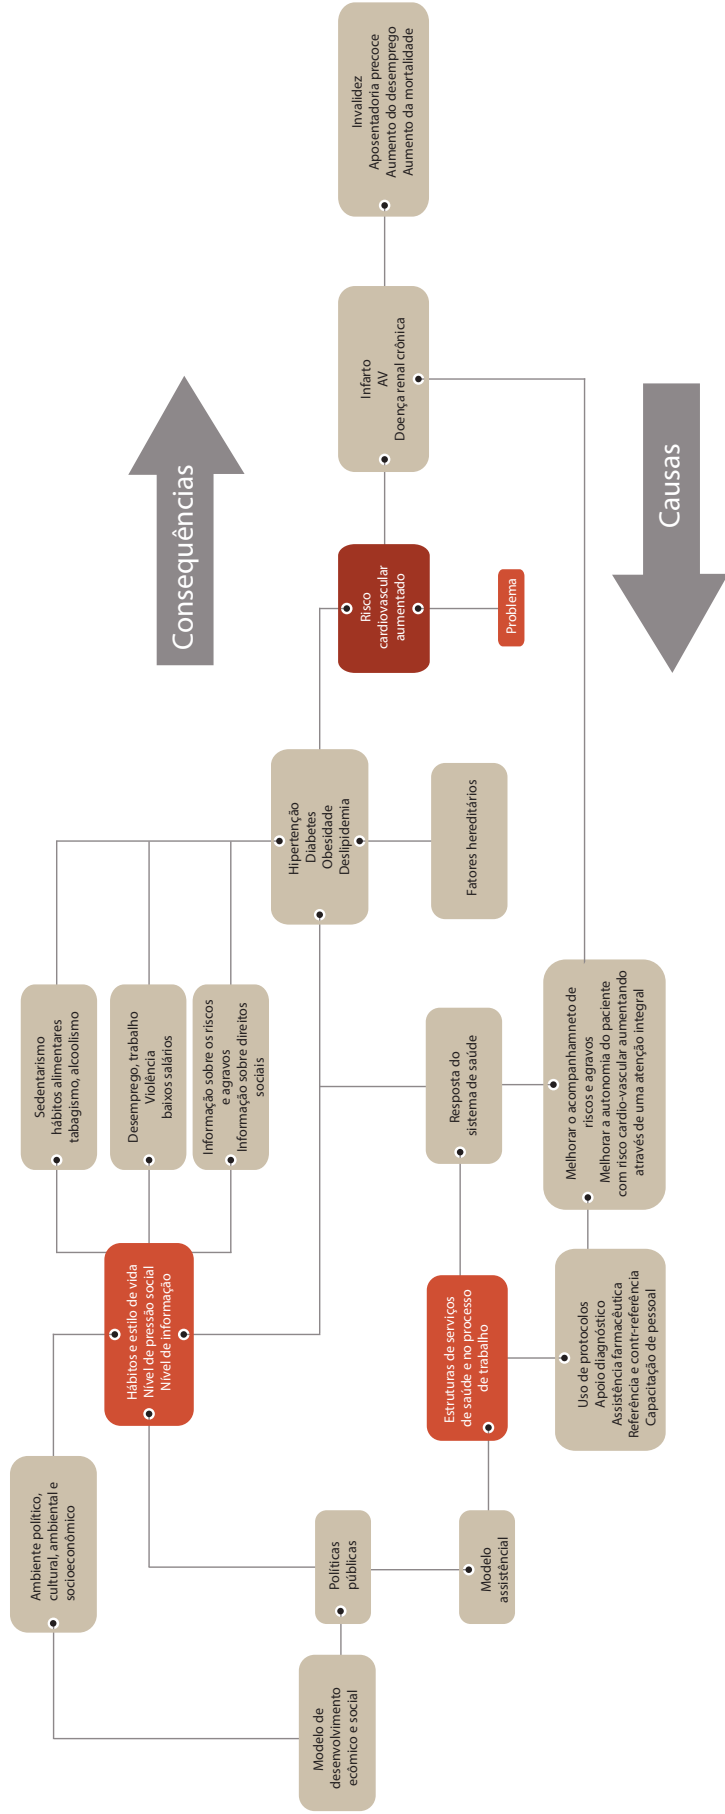 Modelo de
desenvolvimento
ecômico e social
Ambiente político,
cultural, ambiental e
socioeconômico
Políticas
públicas
Modelo
assistêncial
Hábitos e estilo de vida
Nível de pressão social
Nível de informação
Estruturas de serviços
de saúde e no processo
de trabalho
Uso de protocolos
Apoio diagnóstico
Assistência farmacêutica
Referência e contr-referência
Capacitação de pessoal
Sedentarismo
hábitos alimentares
tabagismo, alcoolismo
Desemprego, trabalho
Violência
baixos salários
Informação sobre os riscos
e agravos
Informação sobre direitos
sociais
Resposta do
sistema de saúde
Melhorar o acompanhamneto de
riscos e agravos
Melhorar a autonomia do paciente
com risco cardio-vascular aumentando
através de uma atenção integral
Hipertenção
Diabetes
Obesidade
Deslipidemia
Fatores hereditários
Consequências
Risco
cardiovascular
aumentado
Problema
Causas
Infarto
AV
Doença renal crônica
Invalidez
Aposentadoria precoce
Aumento do desemprego
Aumento da mortalidade